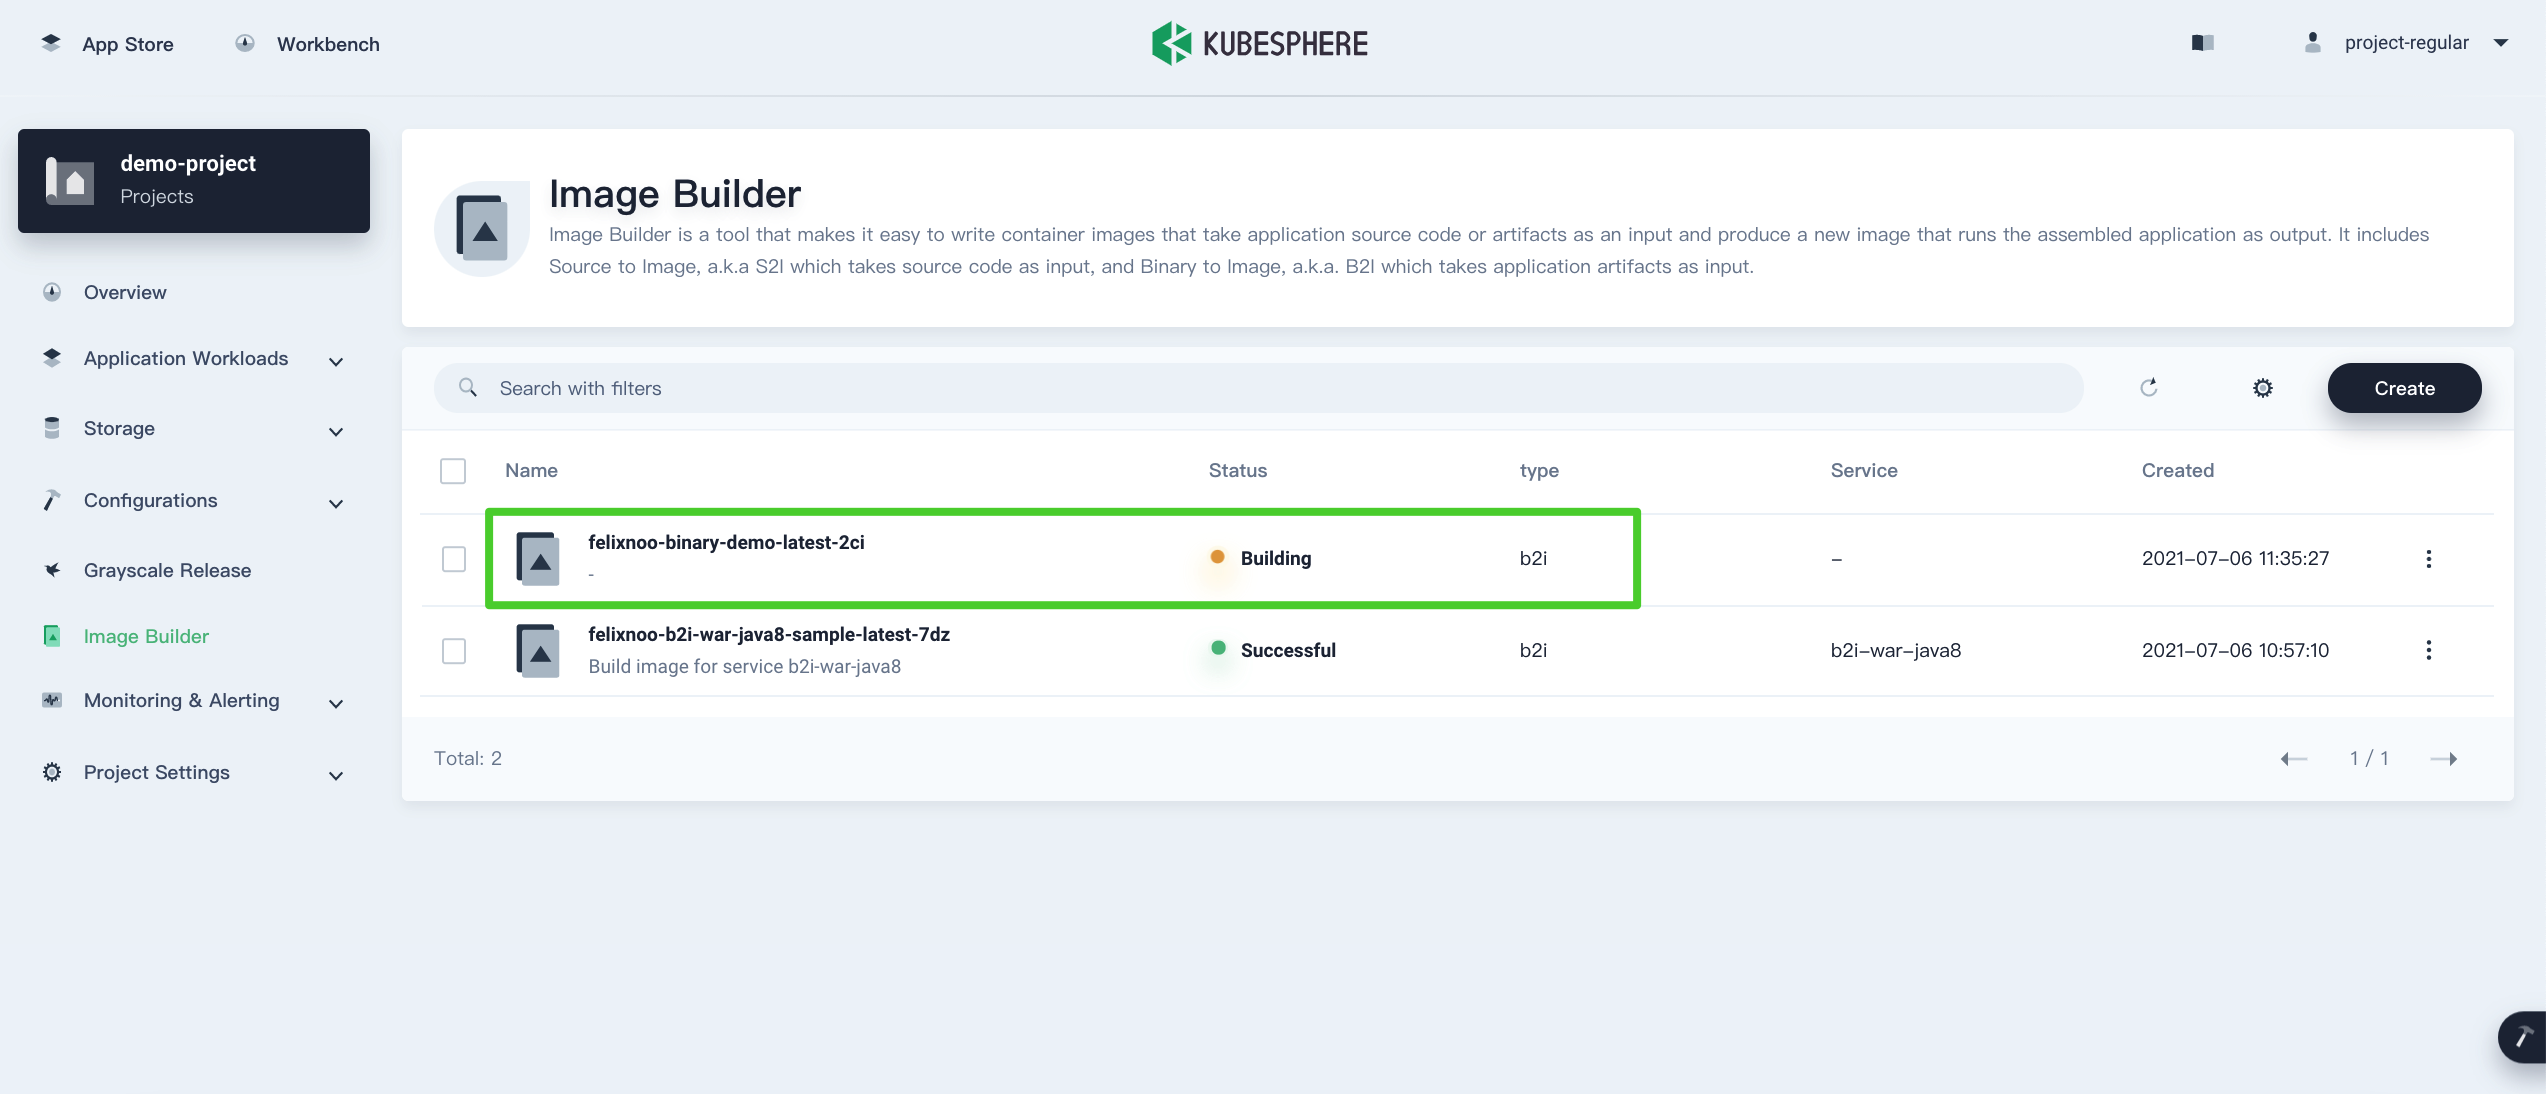 App Store
Workbench
KUBESPHERE
project-regular
demo-project
Projects
Overview
Application Workloads
Storage
Configurations
Grayscale Release
Image Builder
Monitoring & Alerting
Project Settings
Image Builder
Image Builder is a tool that makes it easy to write container images that take application source code or artifacts as an input and produce a new image that runs the assembled application as output. It includes
Source to Image, a.k.a S2I which takes source code as input, and Binary to Image, a.k.a. B2I which takes application artifacts as input.
Search with filters
Create
Name Status type Service Created
felixnoo-binary-demo-latest-2ci
-
Building b2i – 2021-07-06 11:35:27
felixnoo-b2i-war-java8-sample-latest-7dz
Build image for service b2i-war-java8
Successful b2i b2i-war-java8 2021-07-06 10:57:10
Total: 2
1 / 1